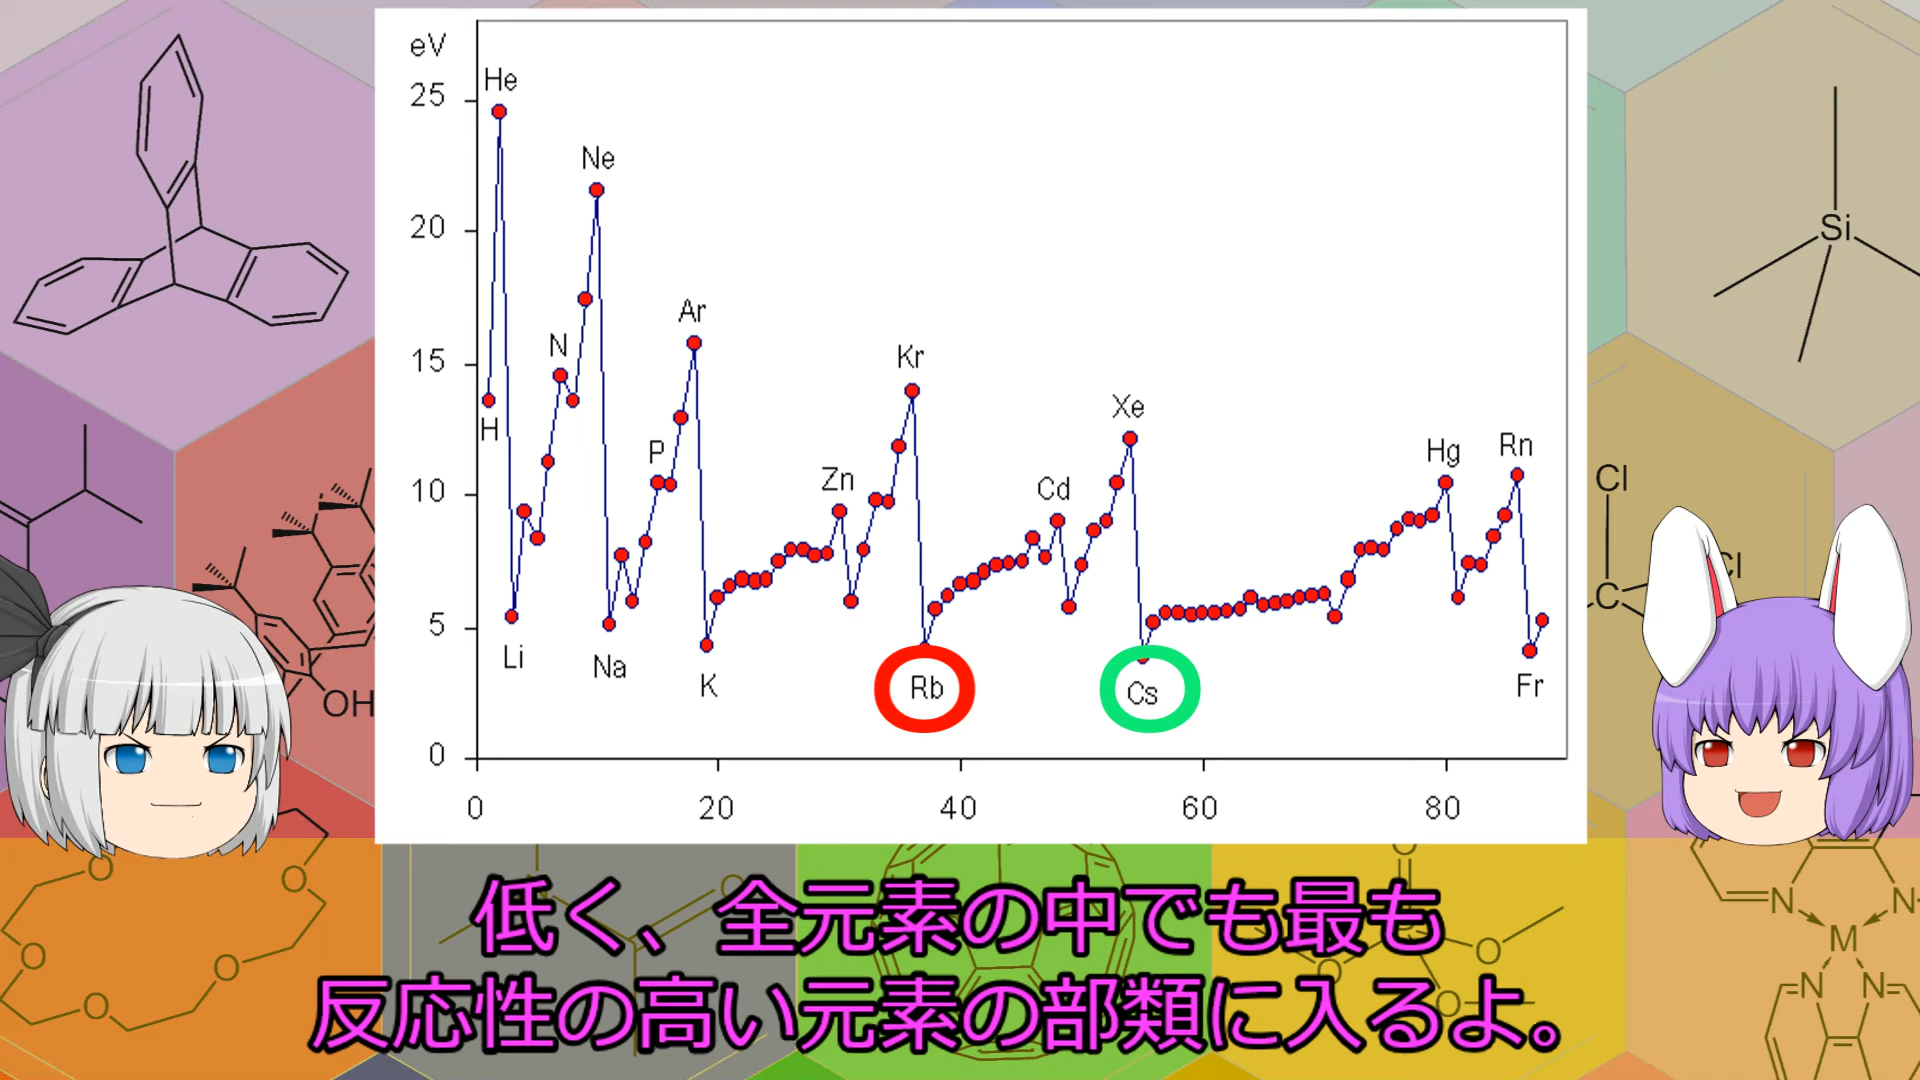 eV
25
20
15
10
5
0
He
Ne
N
H
Ar
P
Li
Na
K
Zn
Kr
Rb
Cd
Xe
Cs
Hg
Rn
Fr
0 20 40 60 80
Si
Cl
Cl
C
OH
O
O
O
O
O
O
O
O
O
N
N
M
N
N
低く、全元素の中でも最も
反応性の高い元素の部類に入るよ。